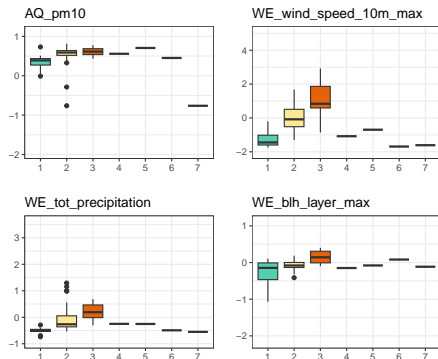 AQ_pm10
1
0
−1
−2
1 2 3 4 5 6 7
WE_wind_speed_10m_max
4
2
0
−2
1 2 3 4 5 6 7
WE_tot_precipitation
3
2
1
0
−1
1 2 3 4 5 6 7
WE_blh_layer_max
1
0
−1
−2
1 2 3 4 5 6 7